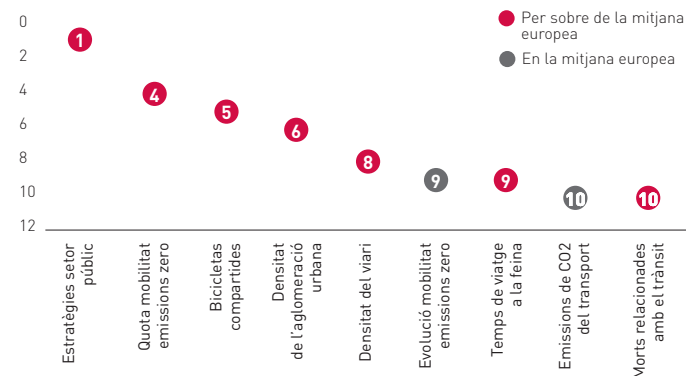 0
2
4
6
8
10
12
Per sobre de la mitjana
europea
En la mitjana europea
1
4
5
6
8
9
9
10
10
Estratègies setor
públic
Quota mobilitat
emissions zero
Bicicletas
compartides
Densitat
de l'aglomeració
urbana
Densitat del viari
Evolució mobilitat
emissions zero
Temps de viatge
a la feina
Emissions de CO2
del transport
Morts relacionades
amb el trànsit